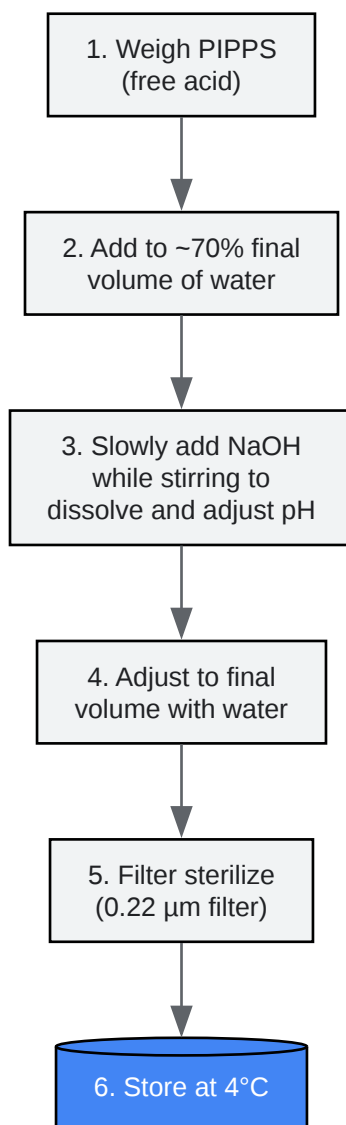 1. Weigh PIPPS
(free acid)
2. Add to ~70% final
volume of water
3. Slowly add NaOH
while stirring to
dissolve and adjust pH
4. Adjust to final
volume with water
5. Filter sterilize
(0.22 µm filter)
6. Store at 4°C